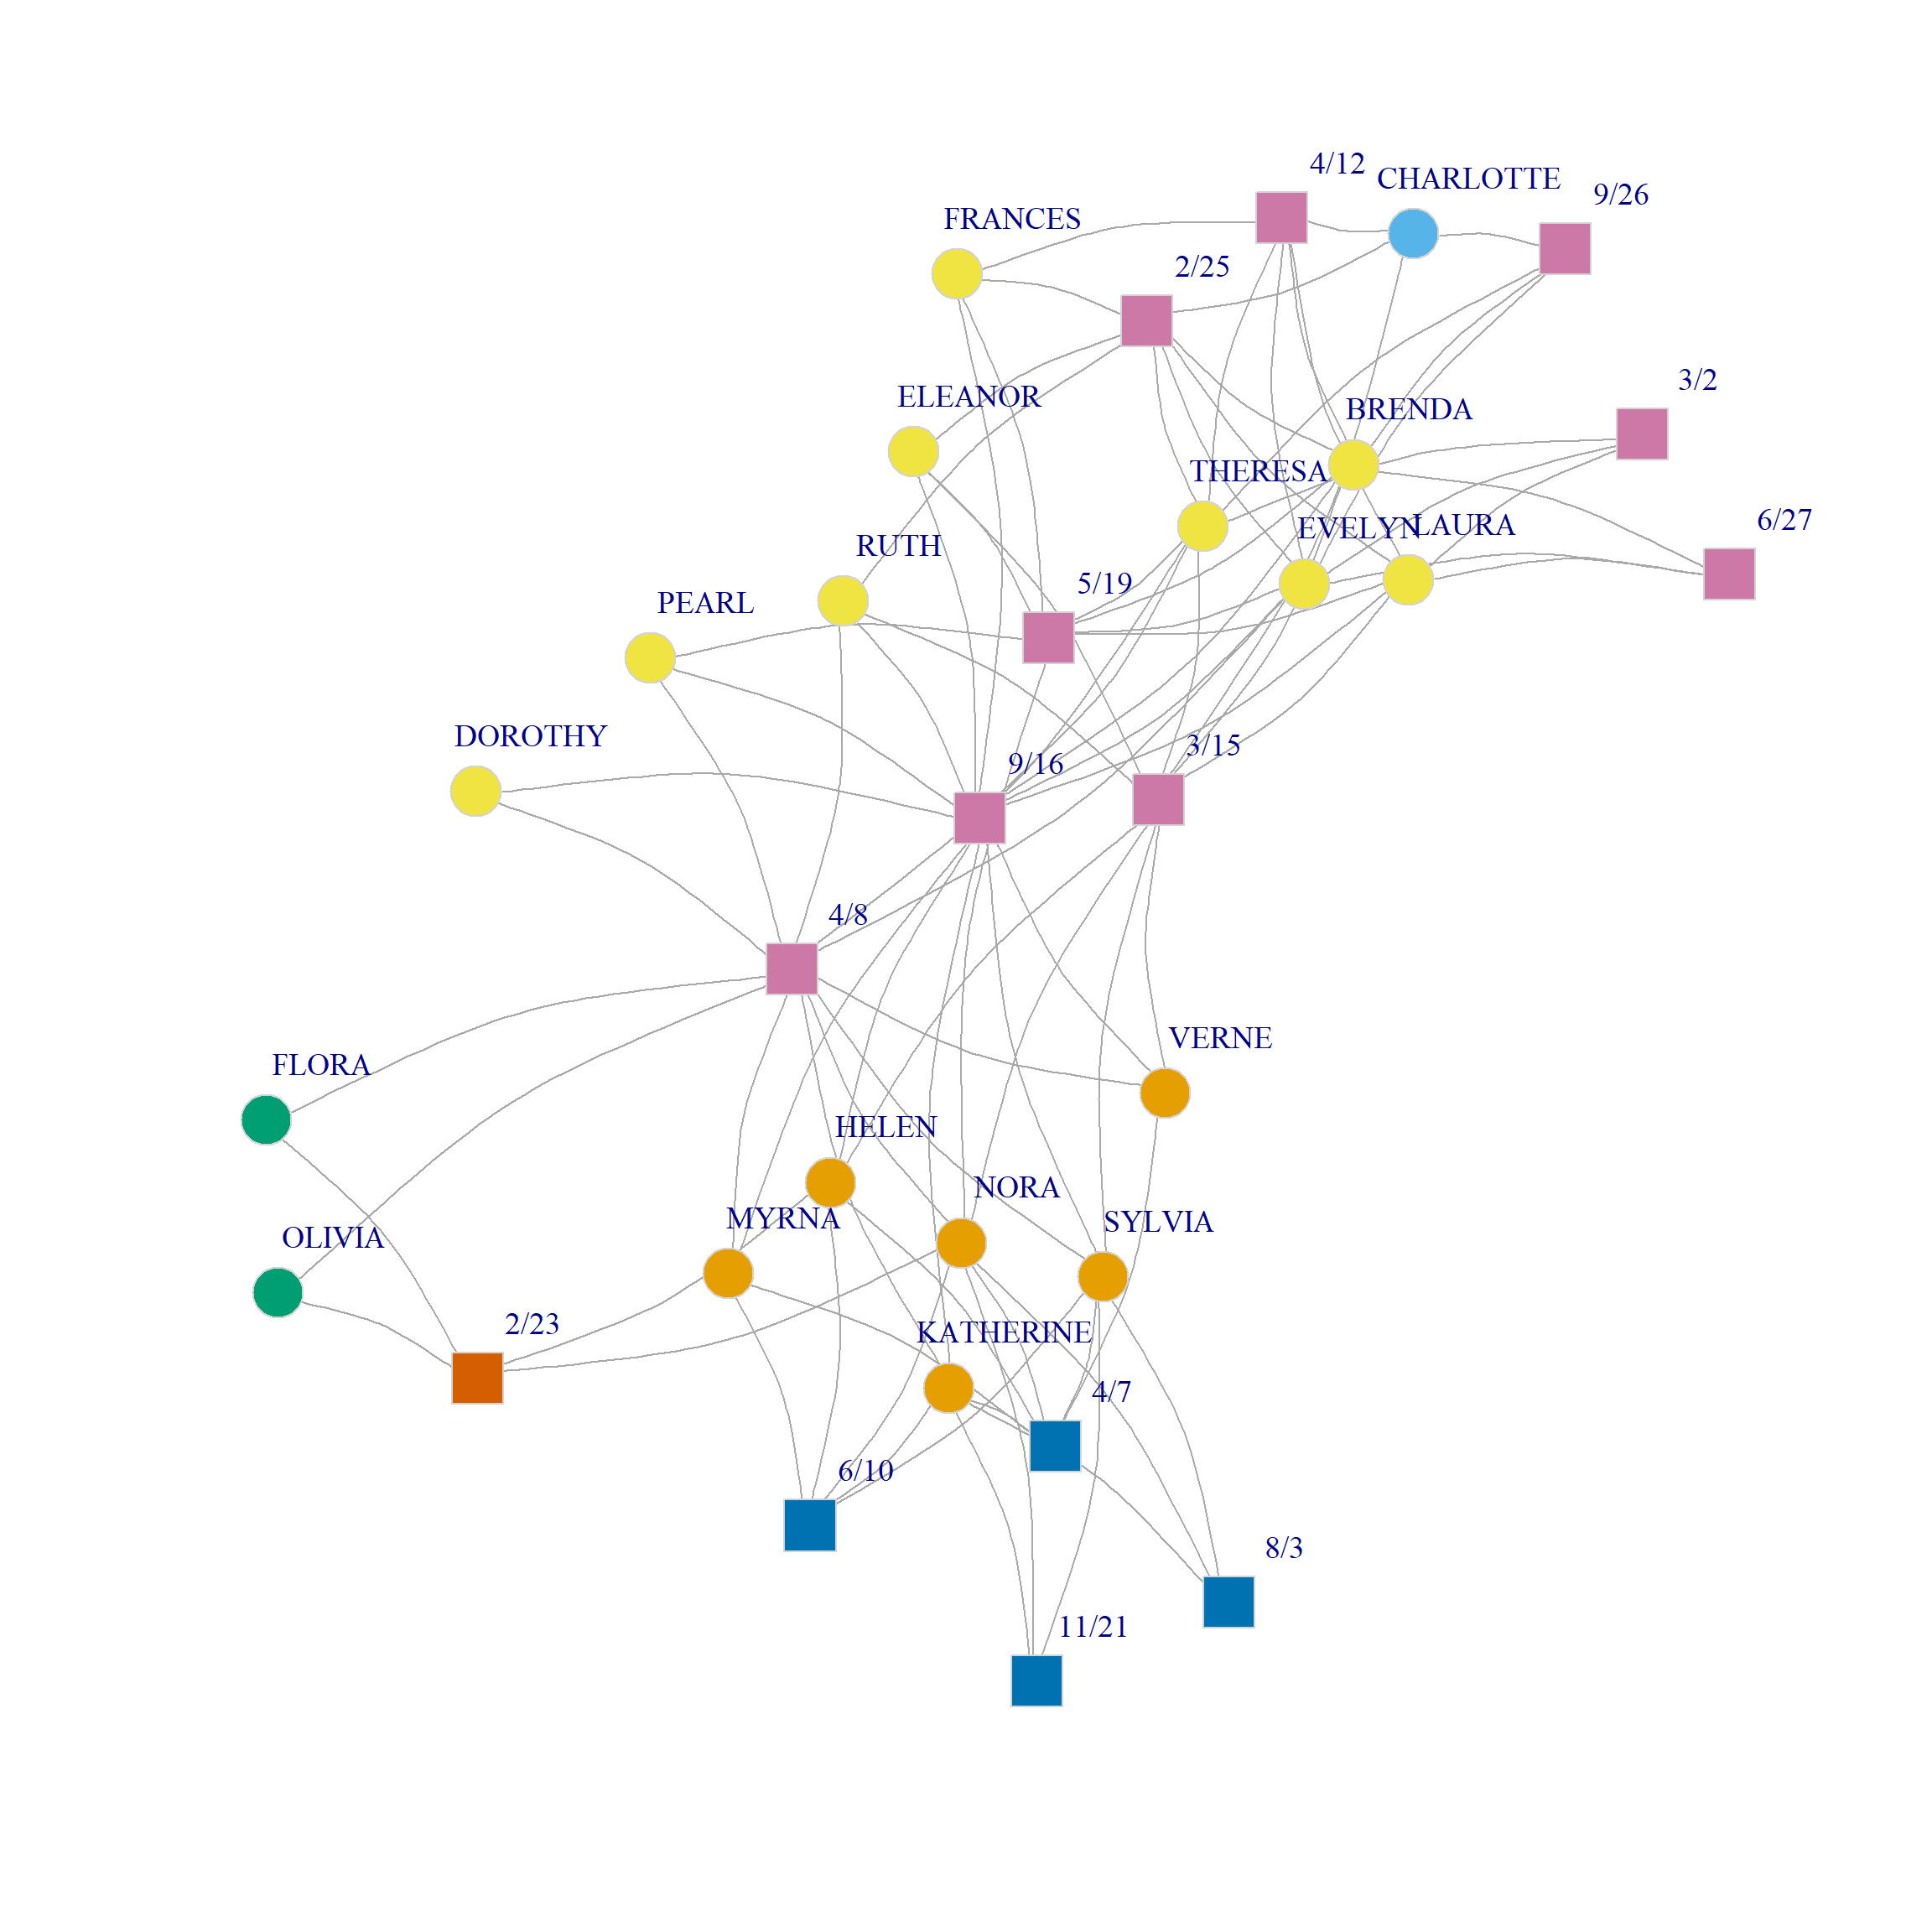 4/12
CHARLOTTE
9/26
FRANCES
2/25
3/2
ELEANOR
BRENDA
THERESA
6/27
EVELYN
LAURA
RUTH
5/19
PEARL
DOROTHY
3/15
9/16
4/8
VERNE
FLORA
HELEN
NORA
MYRNA
SYLVIA
OLIVIA
2/23
KATHERINE
4/7
6/10
8/3
11/21